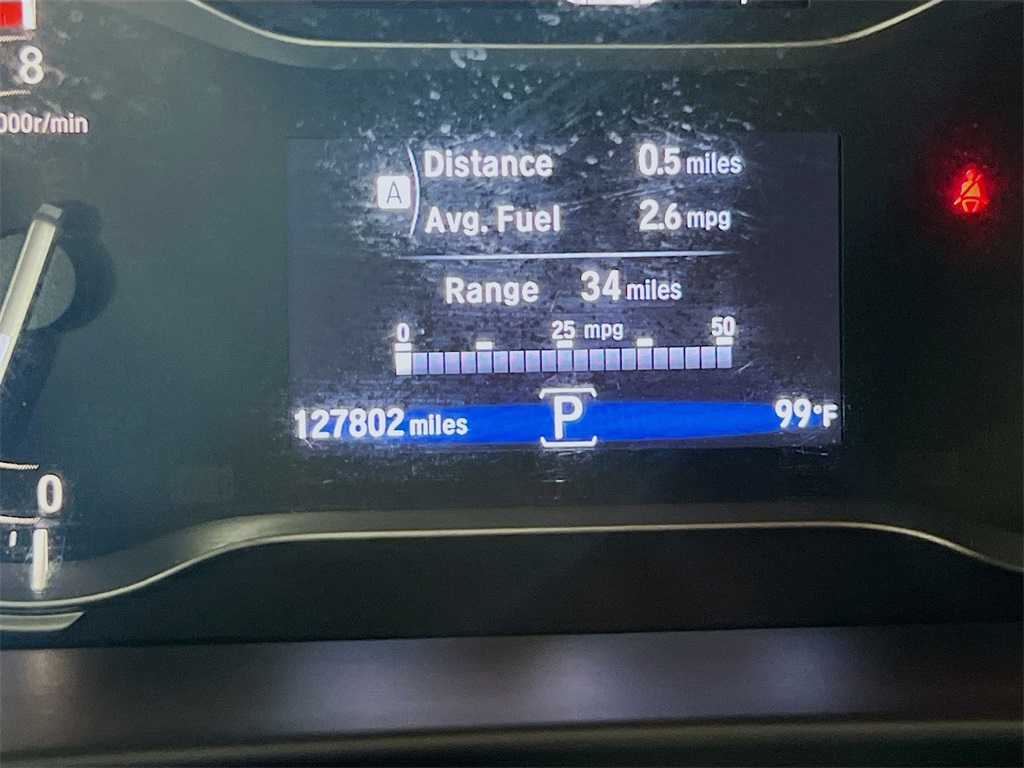 8
000r/min
A
Distance 0.5 miles
Avg. Fuel 2.6 mpg
Range 34 miles
0 25 mpg 50
127802 miles P 99°F
0